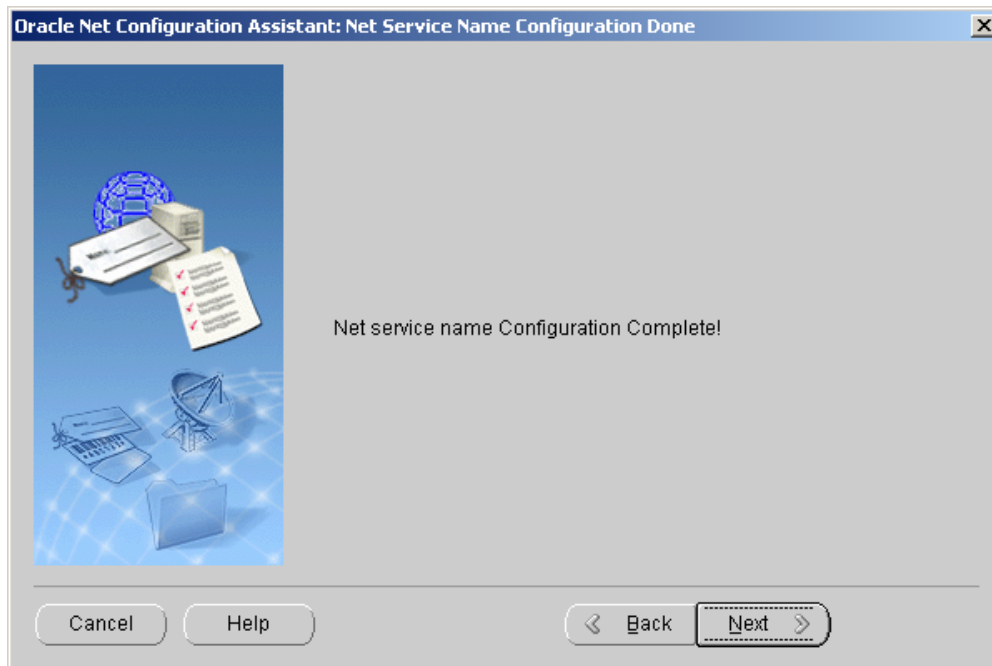 Oracle Net Configuration Assistant: Net Service Name Configuration Done
Net service name Configuration Complete!
Cancel
Help
Back
Next